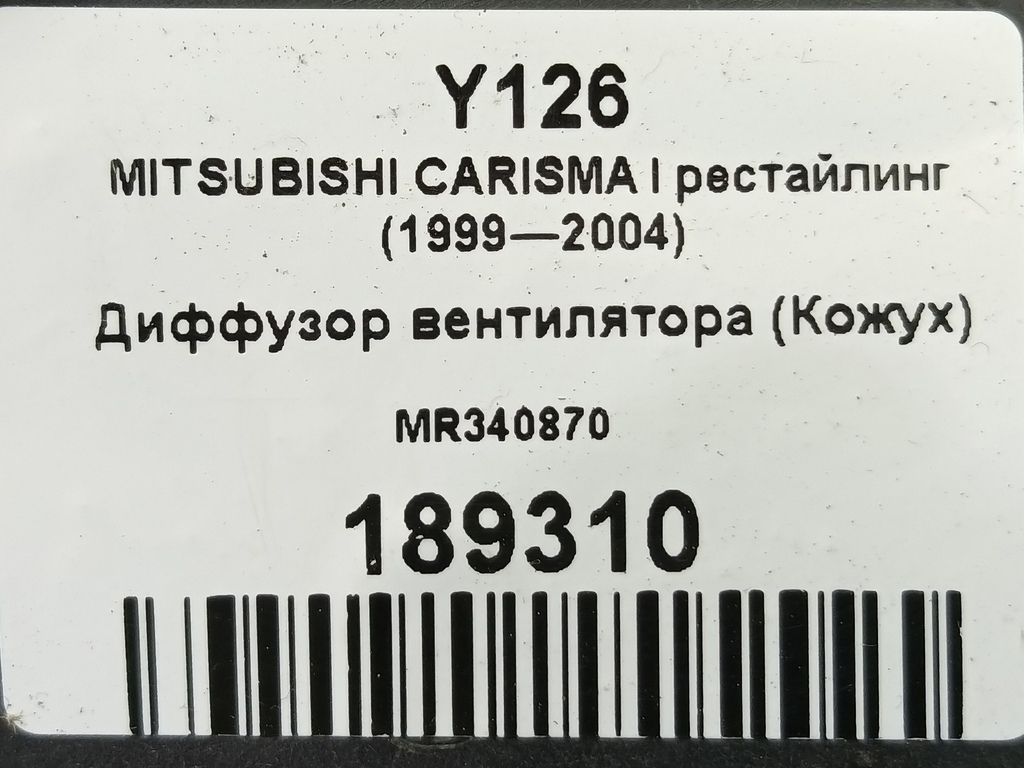 Y126
MITSUBISHI CARISMA I рестайлинг
(1999—2004)
Диффузор вентилятора (Кожух)
MR340870
189310